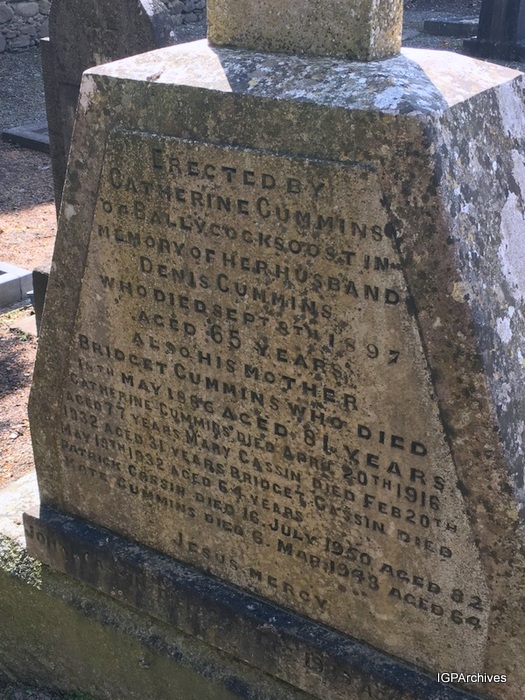 ERECTED BY
CATHERINE CUMMINS
OF BALLYCOCKSOOST IN
MEMORY OF HER HUSBAND
DENIS CUMMINS
WHO DIED SEPT 8TH 1897
AGED 65 YEARS
ALSO HIS MOTHER
BRIDGET CUMMINS WHO DIED
MAY 1866 AGED 81 YEARS
CATHERINE CUMMINS DIED APRIL 20TH 1916
AGED 77 YEARS MARY CASSIN DIED FEB 20TH
1932 AGED 31 YEARS BRIDGET CASSIN DIED
MAY 19TH 1932 AGED 64 YEARS
PATRICK CASSIN DIED 16. JULY 1950 AGED 82
KATE CUMMINS DIED 6. MAR. 1943 AGED 64
JESUS MERCY
IGPArchives